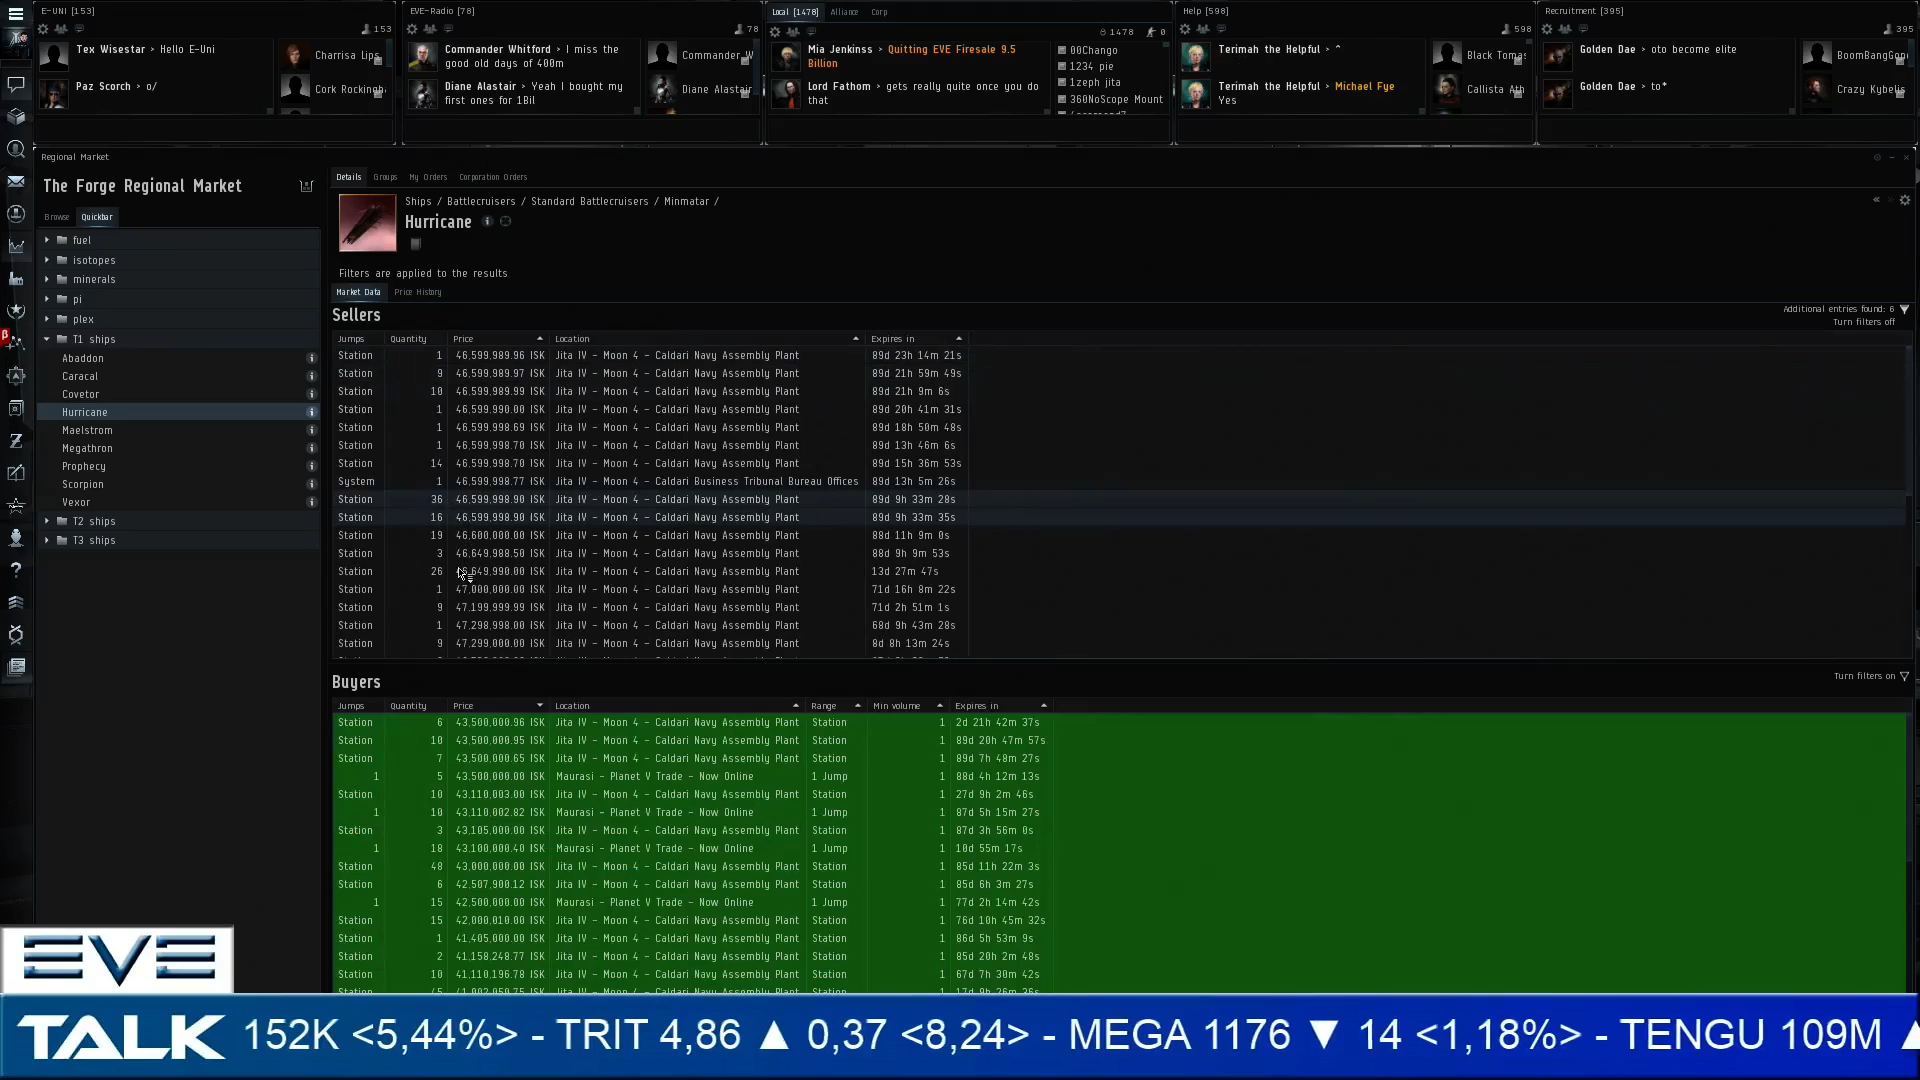 E-UNI [153]
153
Tex Wisestar > Hello E-Uni
Paz Scorch > o/
Charrisa Lips
Cork Rockingh
EVE-Radio [78]
78
Commander Whitford > I miss the
good old days of 400m
Diane Alastair > Yeah I bought my
first ones for 1Bil
Commander W
Diane Alastair
Local [1478] Alliance Corp
1478 0
Mia Jenkinss > Quitting EVE Firesale 9.5
Billion
Lord Fathom > gets really quite once you do
that
00Chango
1234 pie
1zeph jita
360NoScope Mount
Help [598]
598
Terimah the Helpful > ^
Terimah the Helpful > Michael Fye
Yes
Black Tomas
Callista Ath
Recruitment [395]
395
Golden Dae > oto become elite
Golden Dae > to*
BoomBangGon
Crazy Kybelis
Regional Market
The Forge Regional Market
Browse Quickbar
fuel
isotopes
minerals
pi
plex
T1 ships
Abaddon
Caracal
Covetor
Hurricane
Maelstrom
Megathron
Prophecy
Scorpion
Vexor
T2 ships
T3 ships
β
Details Groups My Orders Corporation Orders
Ships / Battlecruisers / Standard Battlecruisers / Minmatar /
Hurricane
Filters are applied to the results
Market Data Price History
Sellers
Additional entries found: 6
Turn filters off
Jumps Quantity Price Location Expires in
Station 1 46,599,989.96 ISK Jita IV - Moon 4 - Caldari Navy Assembly Plant 89d 23h 14m 21s
Station 9 46,599,989.97 ISK Jita IV - Moon 4 - Caldari Navy Assembly Plant 89d 21h 59m 49s
Station 10 46,599,989.99 ISK Jita IV - Moon 4 - Caldari Navy Assembly Plant 89d 21h 9m 6s
Station 1 46,599,990.00 ISK Jita IV - Moon 4 - Caldari Navy Assembly Plant 89d 20h 41m 31s
Station 1 46,599,998.69 ISK Jita IV - Moon 4 - Caldari Navy Assembly Plant 89d 18h 50m 48s
Station 1 46,599,998.70 ISK Jita IV - Moon 4 - Caldari Navy Assembly Plant 89d 13h 46m 6s
Station 14 46,599,998.70 ISK Jita IV - Moon 4 - Caldari Navy Assembly Plant 89d 15h 36m 53s
System 1 46,599,998.77 ISK Jita IV - Moon 4 - Caldari Business Tribunal Bureau Offices 89d 13h 5m 26s
Station 36 46,599,998.90 ISK Jita IV - Moon 4 - Caldari Navy Assembly Plant 89d 9h 33m 28s
Station 16 46,599,998.90 ISK Jita IV - Moon 4 - Caldari Navy Assembly Plant 89d 9h 33m 35s
Station 19 46,600,000.00 ISK Jita IV - Moon 4 - Caldari Navy Assembly Plant 88d 11h 9m 0s
Station 3 46,649,988.50 ISK Jita IV - Moon 4 - Caldari Navy Assembly Plant 88d 9h 9m 53s
Station 26 ,649,990.00 ISK Jita IV - Moon 4 - Caldari Navy Assembly Plant 13d 27m 47s
Station 1 47,000,000.00 ISK Jita IV - Moon 4 - Caldari Navy Assembly Plant 71d 16h 8m 22s
Station 9 47,199,999.99 ISK Jita IV - Moon 4 - Caldari Navy Assembly Plant 71d 2h 51m 1s
Station 1 47,298,998.00 ISK Jita IV - Moon 4 - Caldari Navy Assembly Plant 68d 9h 43m 28s
Station 9 47,299,000.00 ISK Jita IV - Moon 4 - Caldari Navy Assembly Plant 8d 8h 13m 24s
Buyers
Turn filters on
Jumps Quantity Price Location Range Min volume Expires in
Station 6 43,500,000.96 ISK Jita IV - Moon 4 - Caldari Navy Assembly Plant Station 1 2d 21h 42m 37s
Station 10 43,500,000.95 ISK Jita IV - Moon 4 - Caldari Navy Assembly Plant Station 1 89d 20h 47m 57s
Station 7 43,500,000.65 ISK Jita IV - Moon 4 - Caldari Navy Assembly Plant Station 1 89d 7h 48m 27s
1 5 43,500,000.00 ISK Maurasi - Planet V Trade - Now Online 1 Jump 1 88d 4h 12m 13s
Station 10 43,110,003.00 ISK Jita IV - Moon 4 - Caldari Navy Assembly Plant Station 1 27d 9h 2m 46s
1 10 43,110,002.82 ISK Maurasi - Planet V Trade - Now Online 1 Jump 1 87d 5h 15m 27s
Station 3 43,105,000.00 ISK Jita IV - Moon 4 - Caldari Navy Assembly Plant Station 1 87d 3h 56m 0s
1 18 43,100,000.40 ISK Maurasi - Planet V Trade - Now Online 1 Jump 1 10d 55m 17s
Station 48 43,000,000.00 ISK Jita IV - Moon 4 - Caldari Navy Assembly Plant Station 1 85d 11h 22m 3s
Station 6 42,507,900.12 ISK Jita IV - Moon 4 - Caldari Navy Assembly Plant Station 1 85d 6h 3m 27s
1 15 42,500,000.00 ISK Maurasi - Planet V Trade - Now Online 1 Jump 1 77d 2h 14m 42s
Station 15 42,000,010.00 ISK Jita IV - Moon 4 - Caldari Navy Assembly Plant Station 1 76d 10h 45m 32s
Station 1 41,405,000.00 ISK Jita IV - Moon 4 - Caldari Navy Assembly Plant Station 1 86d 5h 53m 9s
Station 2 41,158,248.77 ISK Jita IV - Moon 4 - Caldari Navy Assembly Plant Station 1 85d 20h 2m 48s
Station 10 41,110,196.78 ISK Jita IV - Moon 4 - Caldari Navy Assembly Plant Station 1 67d 7h 30m 42s
Station 45 41,002,050.75 ISK Jita IV - Moon 4 - Caldari Navy Assembly Plant Station 1 17d 9h 26m 36s
EVE
TALK 152K <5,44%> - TRIT 4,86 ▲ 0,37 <8,24> - MEGA 1176 ▼ 14 <1,18%> - TENGU 109M ▲